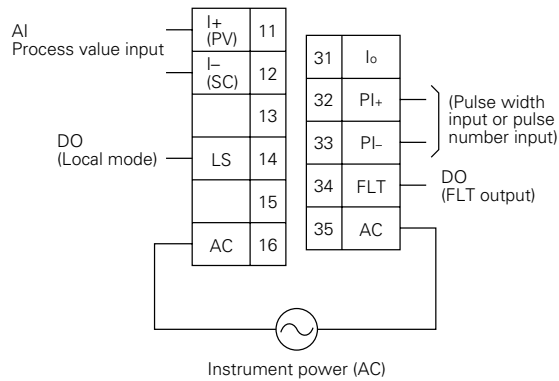 AI
Process value input
I+
(PV)
11
I–
(SC)
12
13
DO
(Local mode)
LS
14
15
AC
16
31
Io
32
PI+
33
PI–
(Pulse width
input or pulse
number input)
34
FLT
DO
(FLT output)
35
AC
Instrument power (AC)